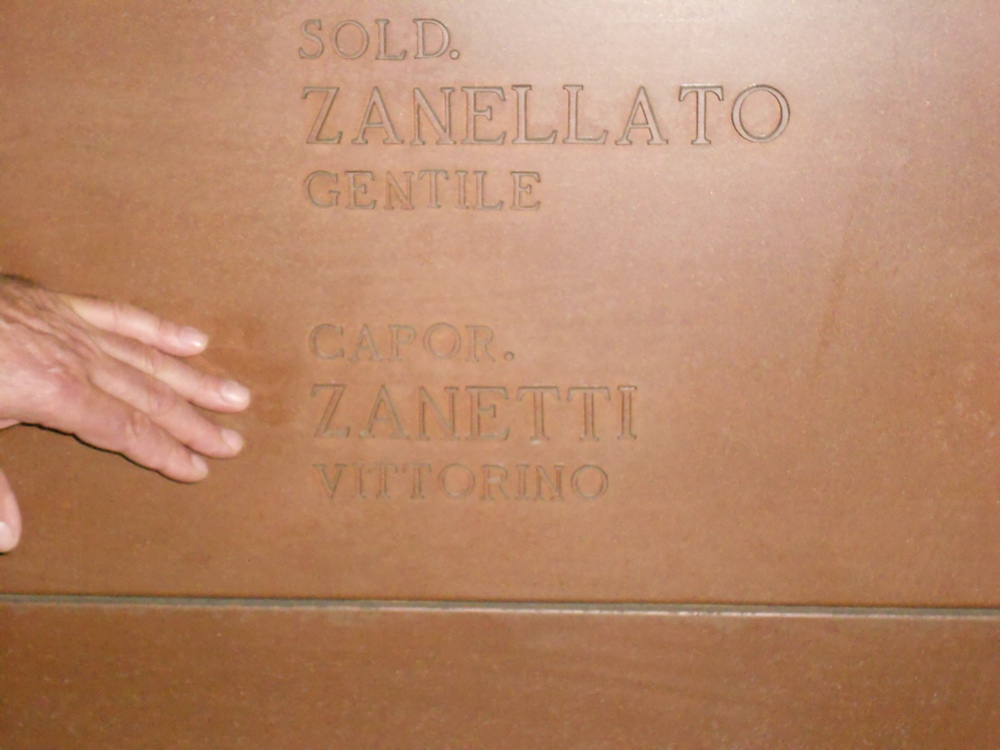 SOLD.
ZANELLATO
GENTILE
CAPOR.
ZANETTI
VITTORINO